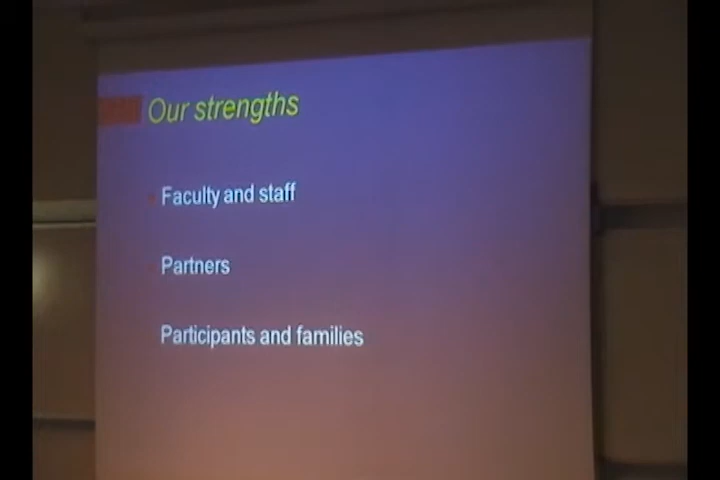 Our strengths
Faculty and staff
Partners
Participants and families